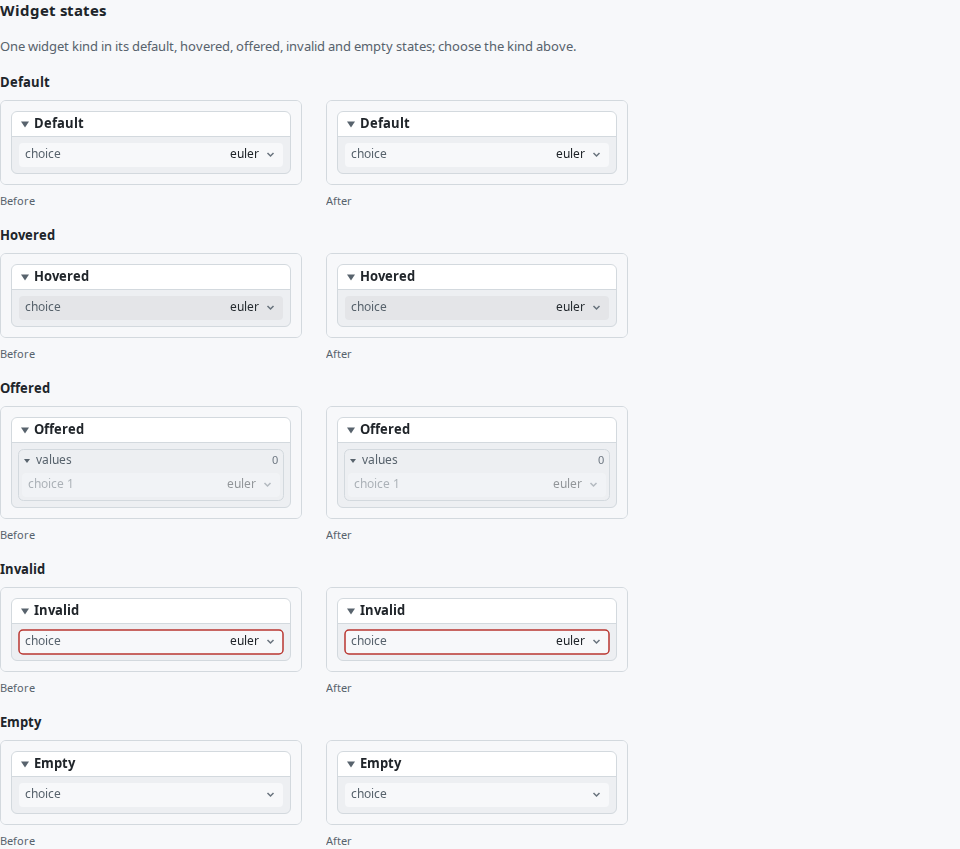 Widget states
One widget kind in its default, hovered, offered, invalid and empty states; choose the kind above.
Default
Default
choice euler
Before
Default
choice euler
After
Hovered
Hovered
choice euler
Before
Hovered
choice euler
After
Offered
Offered
values 0
choice 1 euler
Before
Offered
values 0
choice 1 euler
After
Invalid
Invalid
choice euler
Before
Invalid
choice euler
After
Empty
Empty
choice
Before
Empty
choice
After